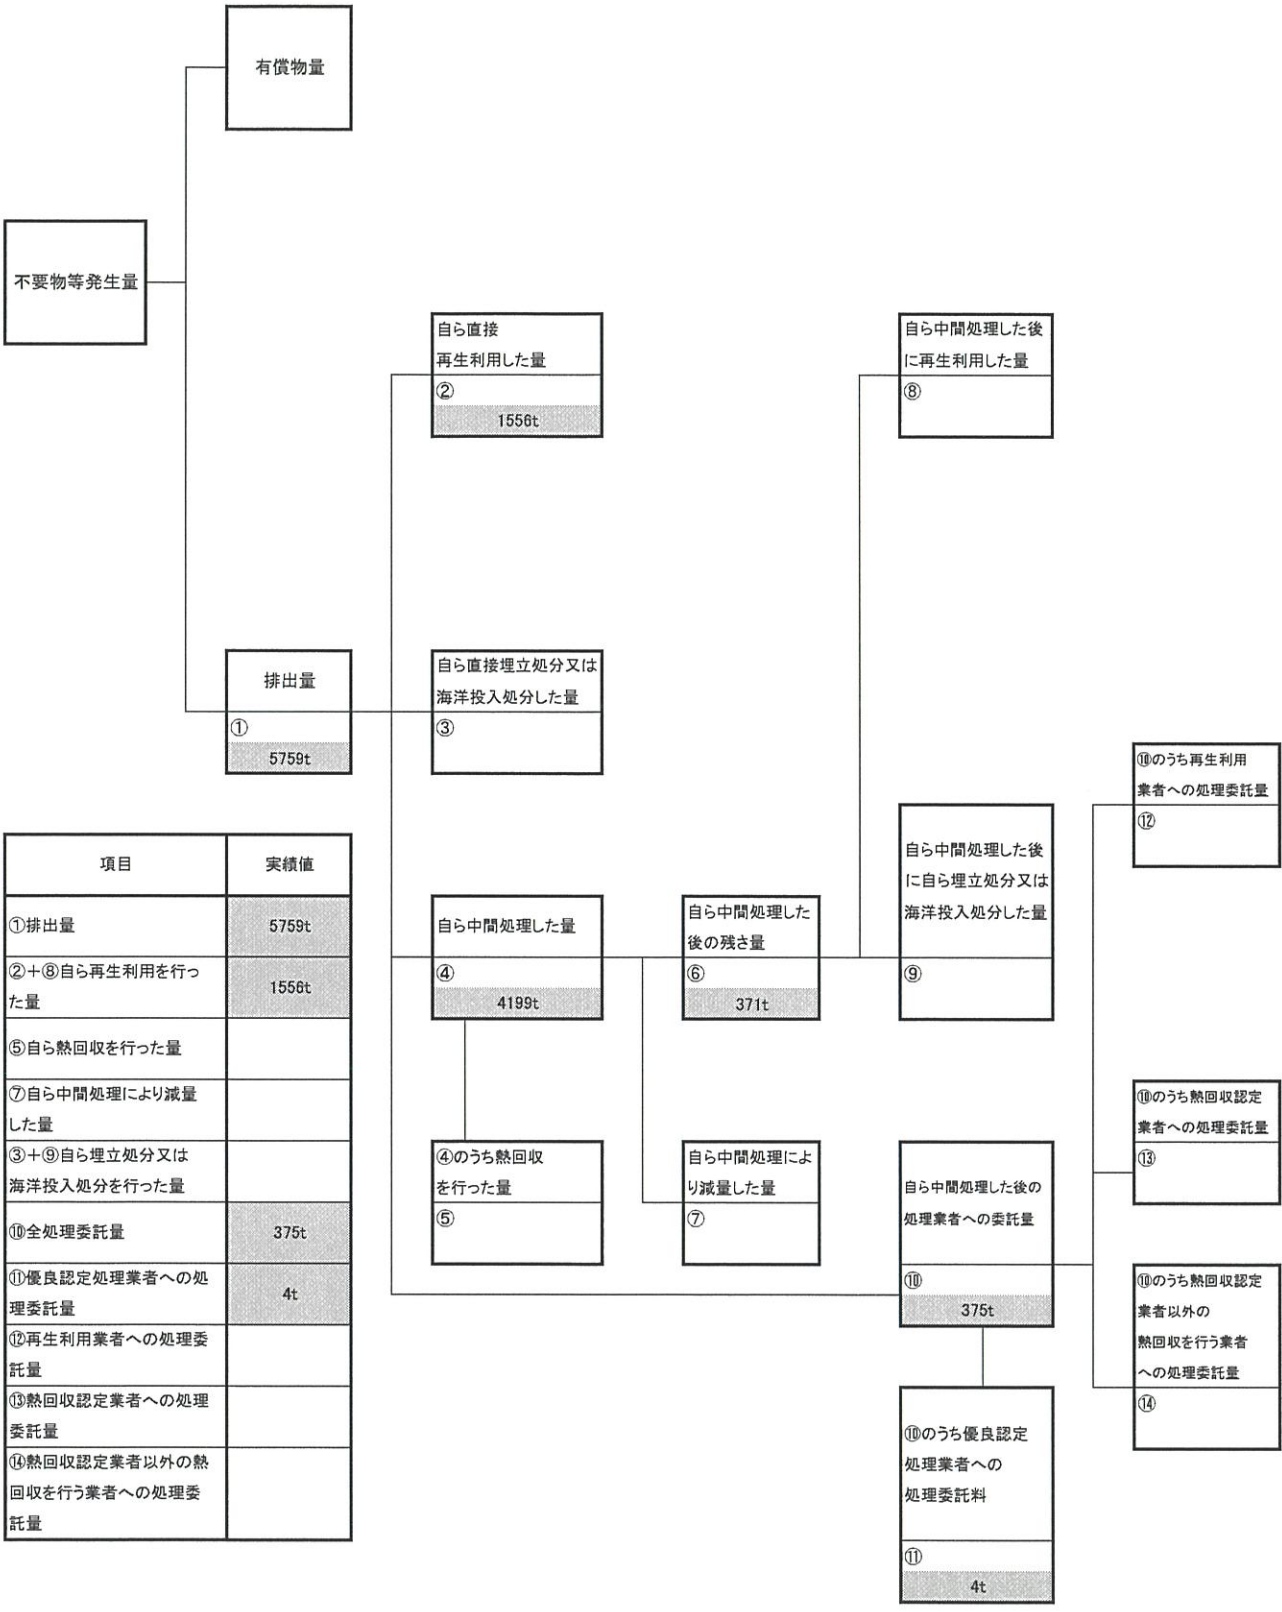 有償物量
不要物等発生量
自ら直接
再生利用した量
②
1556t
自ら中間処理した後
に再生利用した量
⑧
排出量
①
5759t
自ら直接埋立処分又は
海洋投入処分した量
③
⑩のうち再生利用
業者への処理委託量
⑫
自ら中間処理した量
④
4199t
自ら中間処理した
後の残さ量
⑥
371t
自ら中間処理した後
に自ら埋立処分又は
海洋投入処分した量
⑨
⑩のうち熱回収認定
業者への処理委託量
⑬
④のうち熱回収
を行った量
⑤
自ら中間処理によ
り減量した量
⑦
自ら中間処理した後の
処理業者への委託量
⑩
375t
⑩のうち熱回収認定
業者以外の
熱回収を行う業者
への処理委託量
⑭
⑩のうち優良認定
処理業者への
処理委託料
⑪
4t
項目 実績値
①排出量 5759t
②＋⑧自ら再生利用を行っ
た量 1556t
⑤自ら熱回収を行った量
⑦自ら中間処理により減量
した量
③＋⑨自ら埋立処分又は
海洋投入処分を行った量
⑩全処理委託量 375t
⑪優良認定処理業者への処
理委託量 4t
⑫再生利用業者への処理委
託量
⑬熱回収認定業者への処理
委託量
⑭熱回収認定業者以外の熱
回収を行う業者への処理委
託量